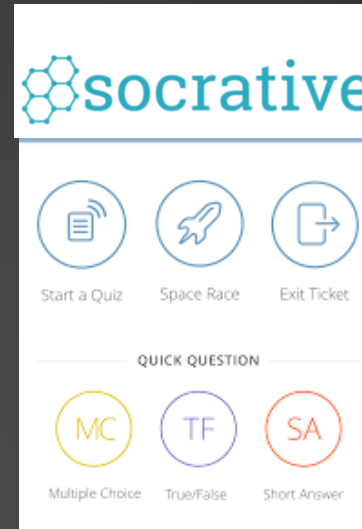 socrative
Start a Quiz
Space Race
Exit Ticket
QUICK QUESTION
MC
TF
SA
Multiple Choice
True/False
Short Answer